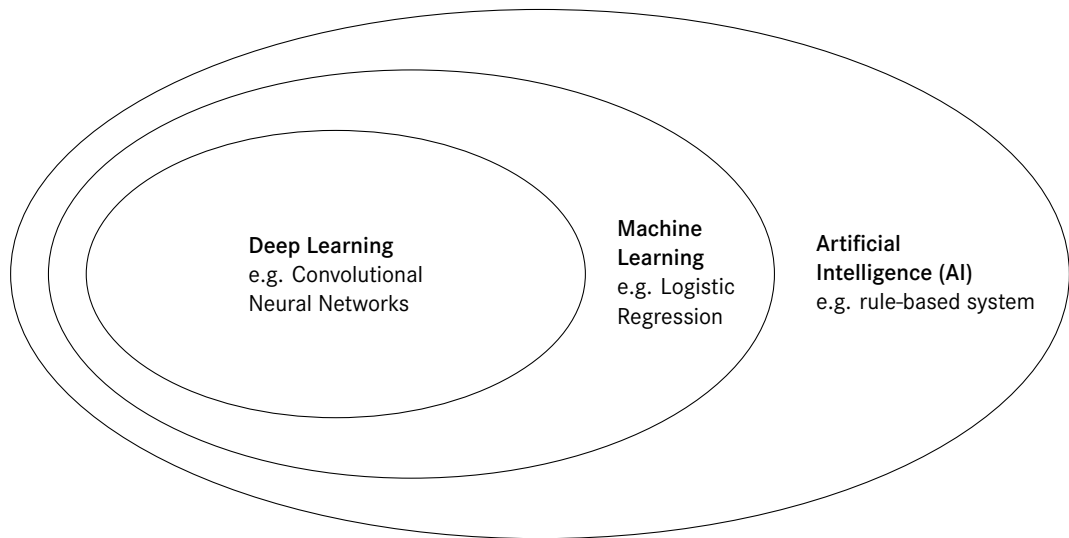 Deep Learning
e.g. Convolutional
Neural Networks
Machine
Learning
e.g. Logistic
Regression
Artificial
Intelligence (AI)
e.g. rule-based system